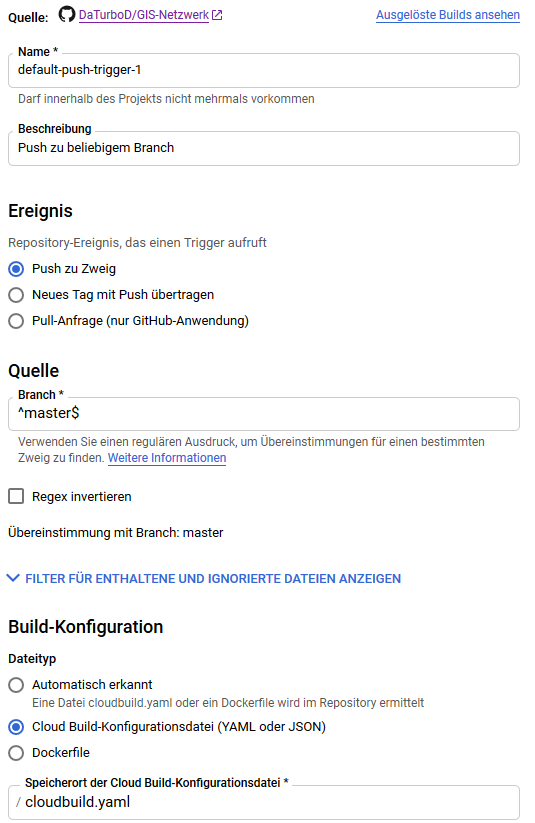 Quelle: DaTurboD/GIS-Netzwerk Ausgelöste Builds ansehen
Name *
default-push-trigger-1
Darf innerhalb des Projekts nicht mehrmals vorkommen
Beschreibung
Push zu beliebigem Branch
Ereignis
Repository-Ereignis, das einen Trigger aufruft
Push zu Zweig
Neues Tag mit Push übertragen
Pull-Anfrage (nur GitHub-Anwendung)
Quelle
Branch *
^master$
Verwenden Sie einen regulären Ausdruck, um Übereinstimmungen für einen bestimmten
Zweig zu finden. Weitere Informationen
Regex invertieren
Übereinstimmung mit Branch: master
FILTER FÜR ENTHALTENE UND IGNORIERTE DATEIEN ANZEIGEN
Build-Konfiguration
Dateityp
Automatisch erkannt
Eine Datei cloudbuild.yaml oder ein Dockerfile wird im Repository ermittelt
Cloud Build-Konfigurationsdatei (YAML oder JSON)
Dockerfile
Speicherort der Cloud Build-Konfigurationsdatei *
/ cloudbuild.yaml